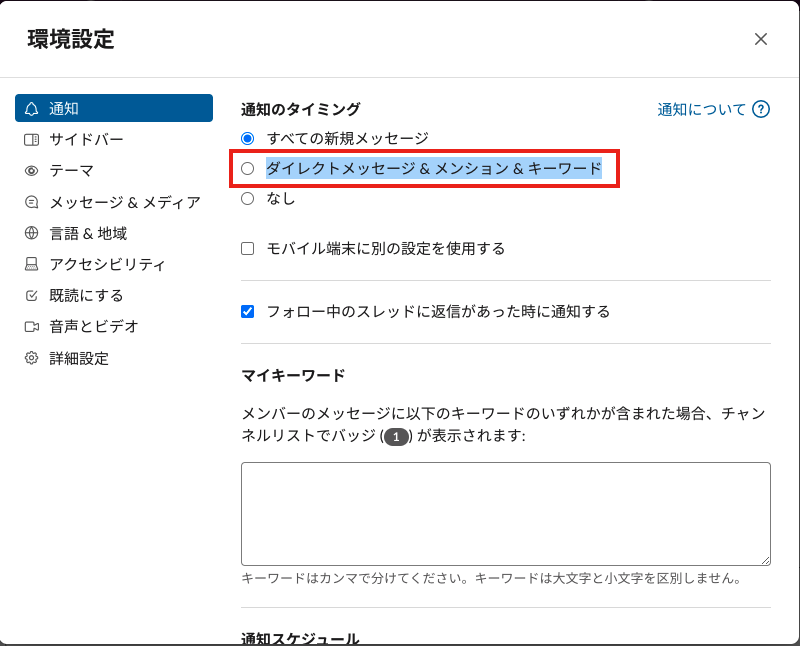 環境設定
通知
サイドバー
テーマ
メッセージ & メディア
言語 & 地域
アクセシビリティ
既読にする
音声とビデオ
詳細設定
通知のタイミング
通知について
すべての新規メッセージ
ダイレクトメッセージ & メンション & キーワード
なし
モバイル端末に別の設定を使用する
フォロー中のスレッドに返信があった時に通知する
マイキーワード
メンバーのメッセージに以下のキーワードのいずれかが含まれた場合、チャン
ネルリストでバッジ (1) が表示されます:
キーワードはカンマで分けてください。キーワードは大文字と小文字を区別しません。
通知スケジュール